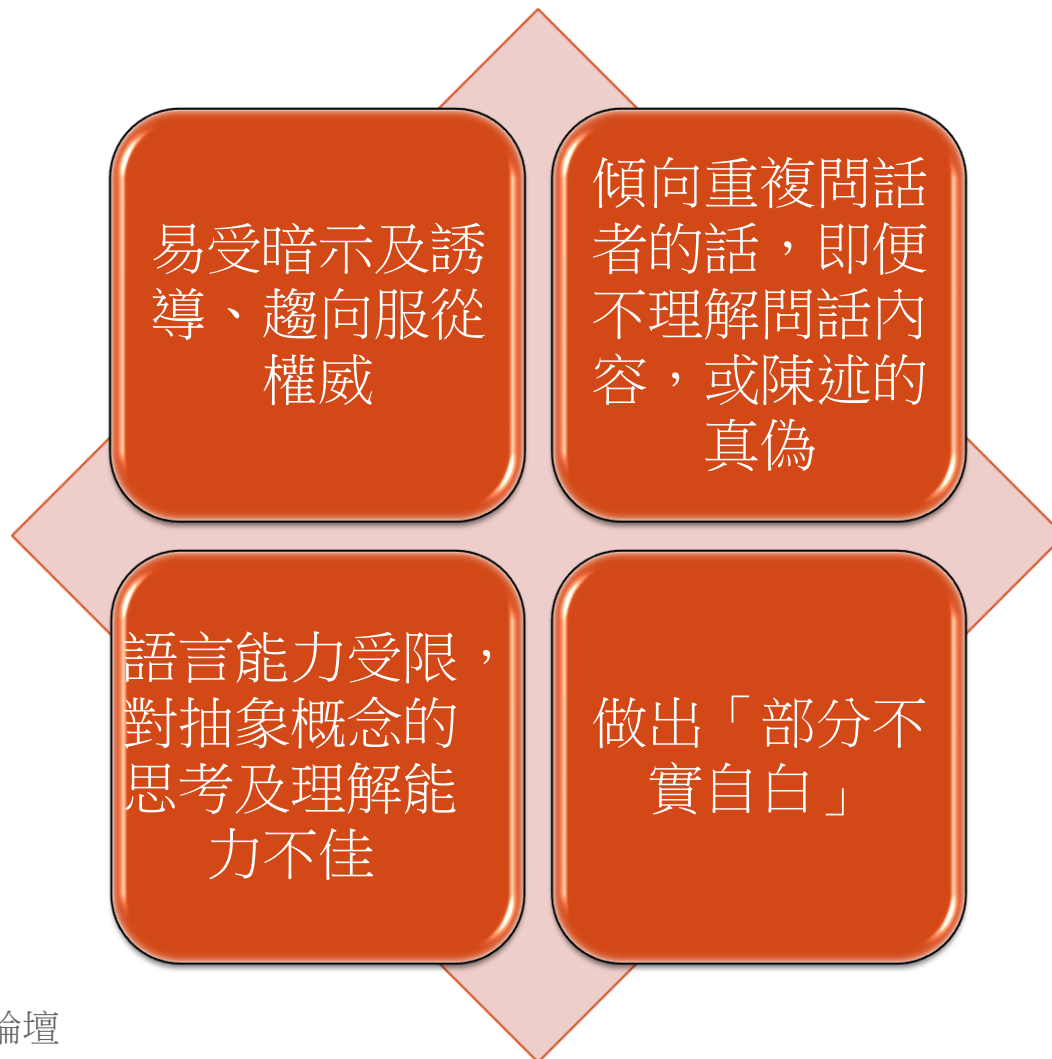 易受暗示及誘
導、趨向服從
權威
傾向重複問話
者的話，即便
不理解問話內
容，或陳述的
真偽
語言能力受限，
對抽象概念的
思考及理解能
力不佳
做出「部分不
實自白」
論壇